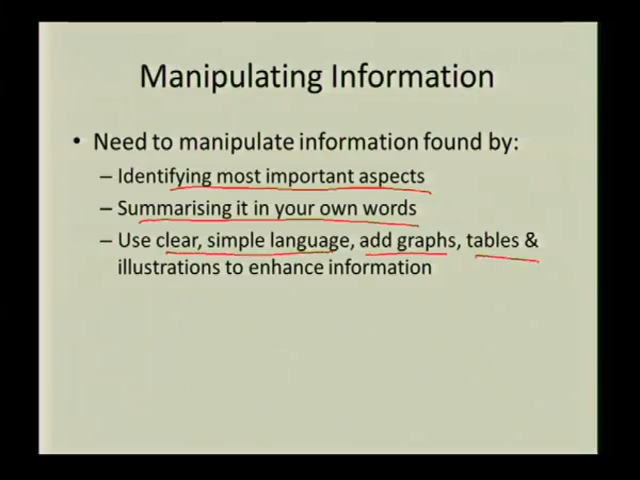 Manipulating Information
• Need to manipulate information found by:
– Identifying most important aspects
– Summarising it in your own words
– Use clear, simple language, add graphs, tables &
illustrations to enhance information